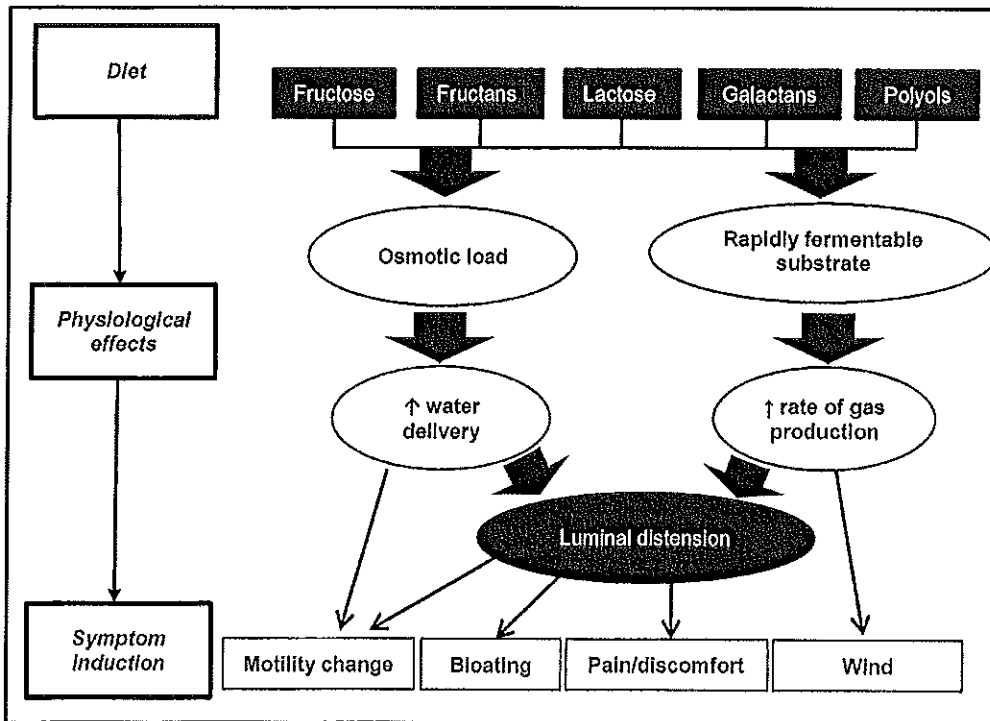 Diet
Fructose
Fructans
Lactose
Galactans
Polyols
Osmotic load
Rapidly fermentable
substrate
Physiological
effects
↑ water
delivery
↑ rate of gas
production
Luminal distension
Symptom
Induction
Motility change
Bloating
Pain/discomfort
Wind